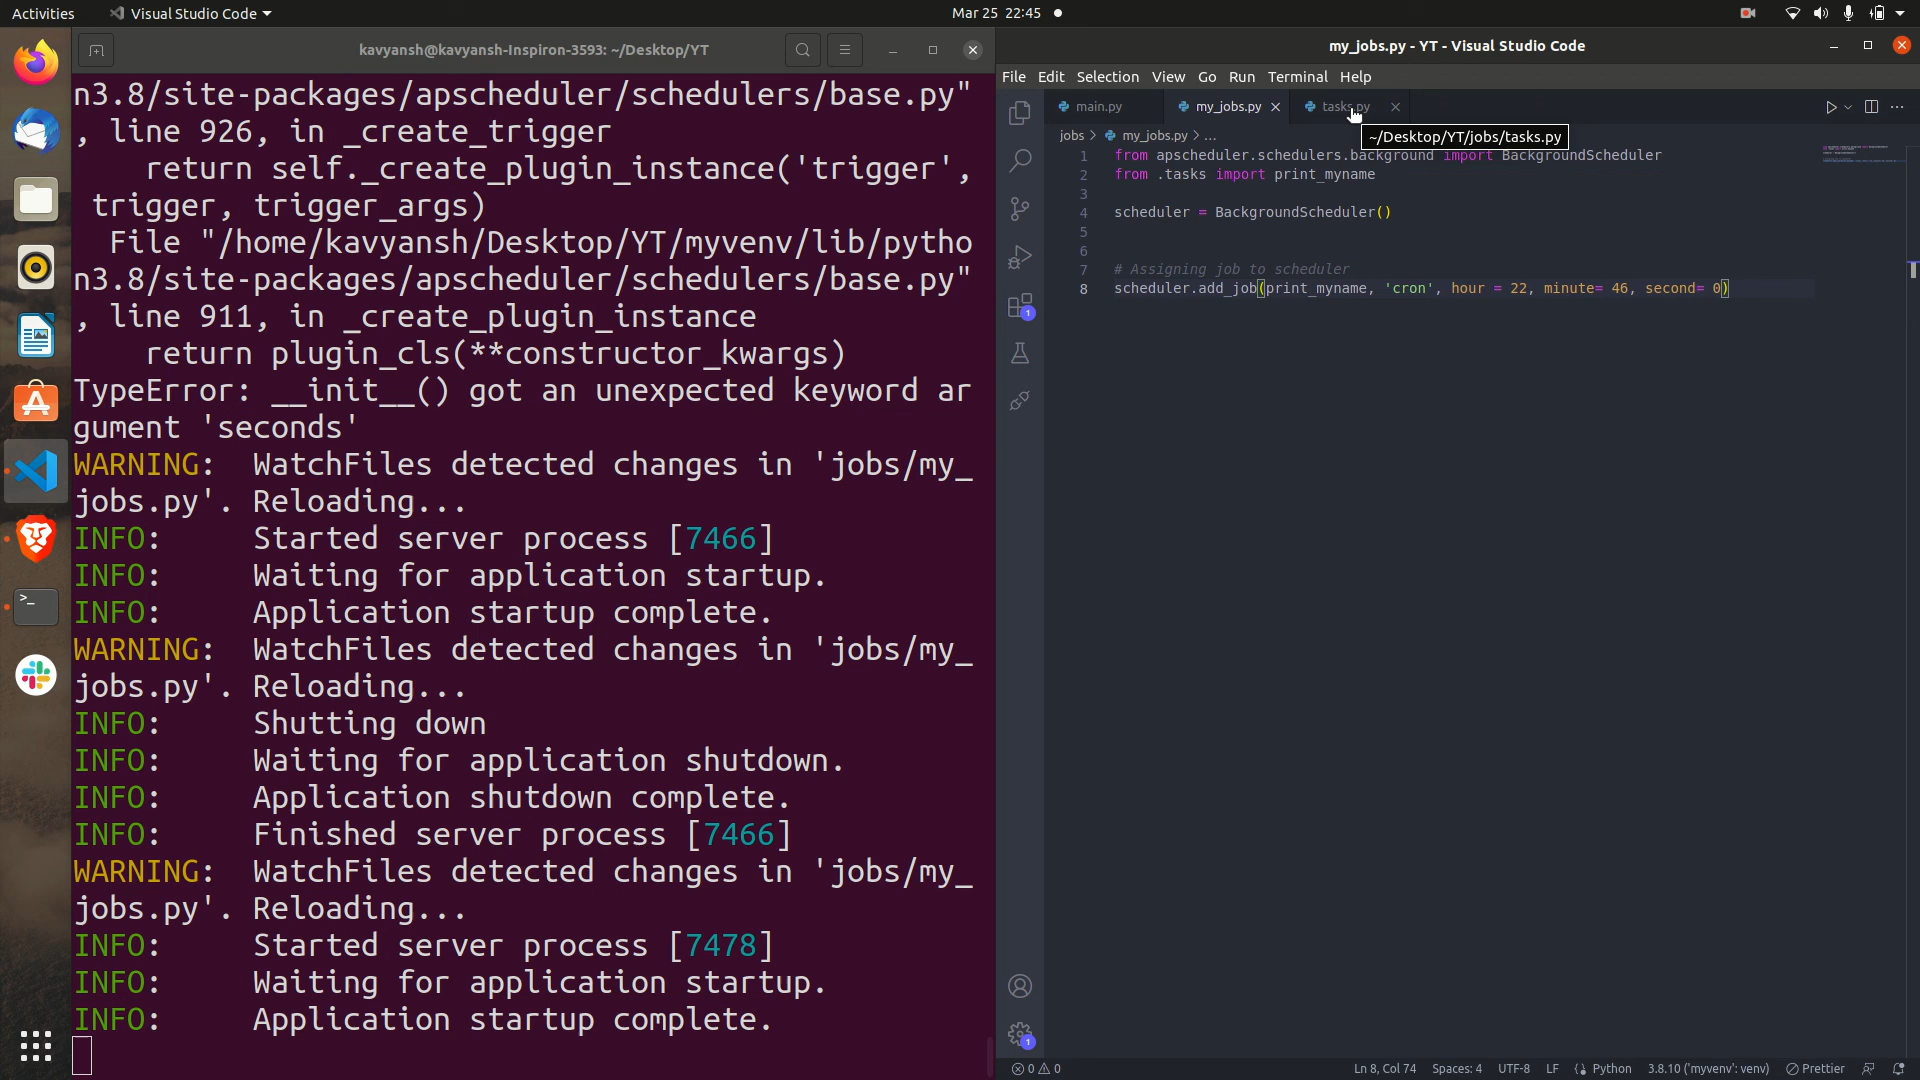 Activities
Visual Studio Code
Mar 25 22:45
kavyansh@kavyansh-Inspiron-3593: ~/Desktop/YT
n3.8/site-packages/apscheduler/schedulers/base.py"
, line 926, in _create_trigger
    return self._create_plugin_instance('trigger',
 trigger, trigger_args)
  File "/home/kavyansh/Desktop/YT/myvenv/lib/pytho
n3.8/site-packages/apscheduler/schedulers/base.py"
, line 911, in _create_plugin_instance
    return plugin_cls(**constructor_kwargs)
TypeError: __init__() got an unexpected keyword ar
gument 'seconds'
WARNING:  WatchFiles detected changes in 'jobs/my_
jobs.py'. Reloading...
INFO:     Started server process [7466]
INFO:     Waiting for application startup.
INFO:     Application startup complete.
WARNING:  WatchFiles detected changes in 'jobs/my_
jobs.py'. Reloading...
INFO:     Shutting down
INFO:     Waiting for application shutdown.
INFO:     Application shutdown complete.
INFO:     Finished server process [7466]
WARNING:  WatchFiles detected changes in 'jobs/my_
jobs.py'. Reloading...
INFO:     Started server process [7478]
INFO:     Waiting for application startup.
INFO:     Application startup complete.
my_jobs.py - YT - Visual Studio Code
File Edit Selection View Go Run Terminal Help
main.py my_jobs.py tasks.py
jobs > my_jobs.py > ...
~/Desktop/YT/jobs/tasks.py
1 from apscheduler.schedulers.background import BackgroundScheduler
2 from .tasks import print_myname
3
4 scheduler = BackgroundScheduler()
5
6
7 # Assigning job to scheduler
8 scheduler.add_job(print_myname, 'cron', hour = 22, minute= 46, second= 0)
1
1
0 0
Ln 8, Col 74 Spaces: 4 UTF-8 LF Python 3.8.10 ('myvenv': venv) Prettier